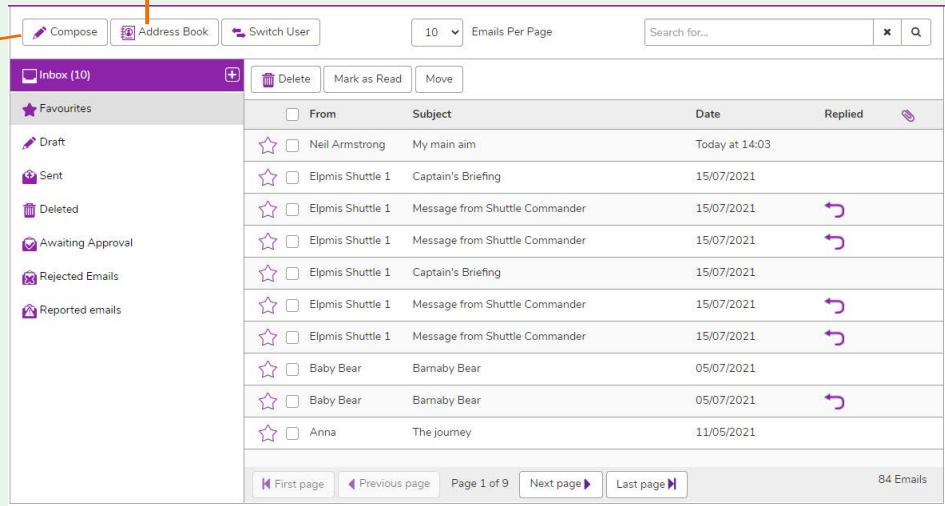 Compose Address Book Switch User 10 Emails Per Page Search for...
Inbox (10)
Favourites
Draft
Sent
Deleted
Awaiting Approval
Rejected Emails
Reported emails
Delete Mark as Read Move
From Subject Date Replied
Neil Armstrong My main aim Today at 14:03
Elpmis Shuttle 1 Captain's Briefing 15/07/2021
Elpmis Shuttle 1 Message from Shuttle Commander 15/07/2021
Elpmis Shuttle 1 Message from Shuttle Commander 15/07/2021
Elpmis Shuttle 1 Captain's Briefing 15/07/2021
Elpmis Shuttle 1 Message from Shuttle Commander 15/07/2021
Elpmis Shuttle 1 Message from Shuttle Commander 15/07/2021
Baby Bear Barnaby Bear 05/07/2021
Baby Bear Barnaby Bear 05/07/2021
Anna The journey 11/05/2021
First page Previous page Page 1 of 9 Next page Last page 84 Emails